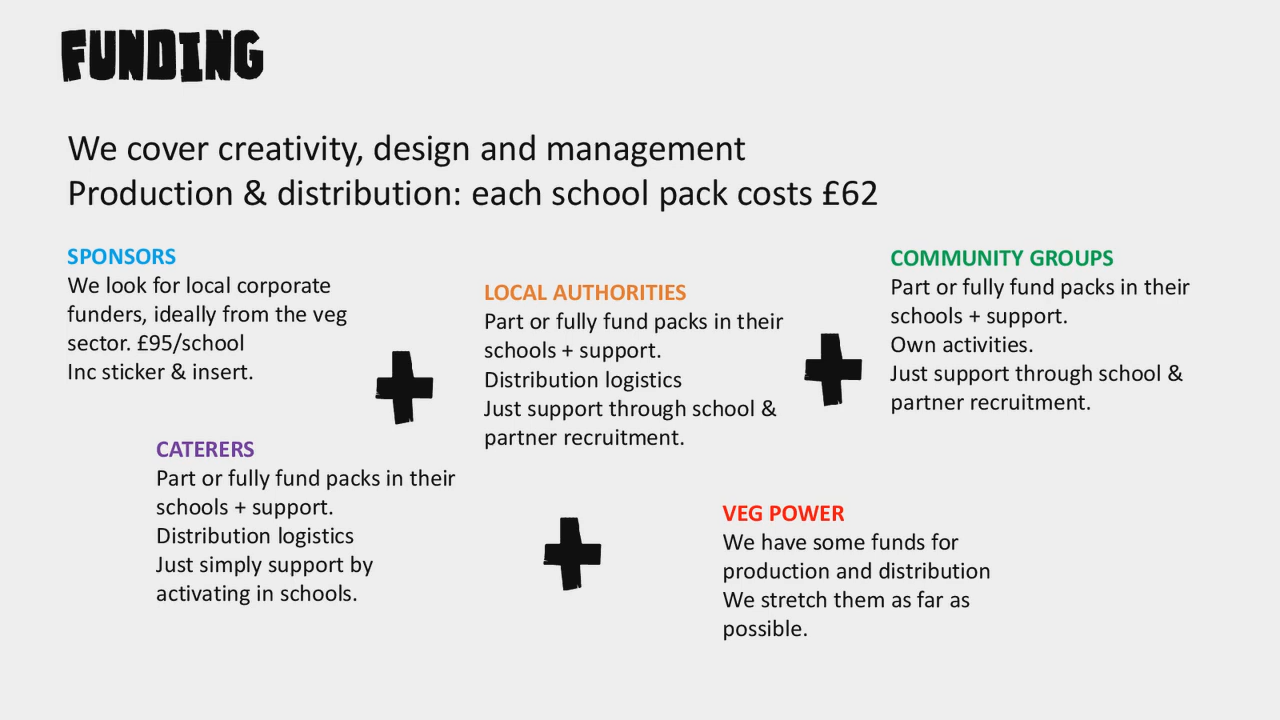 FUNDING
We cover creativity, design and management
Production & distribution: each school pack costs £62
SPONSORS
We look for local corporate
funders, ideally from the veg
sector. £95/school
Inc sticker & insert.
LOCAL AUTHORITIES
Part or fully fund packs in their
schools + support.
Distribution logistics
Just support through school &
partner recruitment.
COMMUNITY GROUPS
Part or fully fund packs in their
schools + support.
Own activities.
Just support through school &
partner recruitment.
CATERERS
Part or fully fund packs in their
schools + support.
Distribution logistics
Just simply support by
activating in schools.
VEG POWER
We have some funds for
production and distribution
We stretch them as far as
possible.